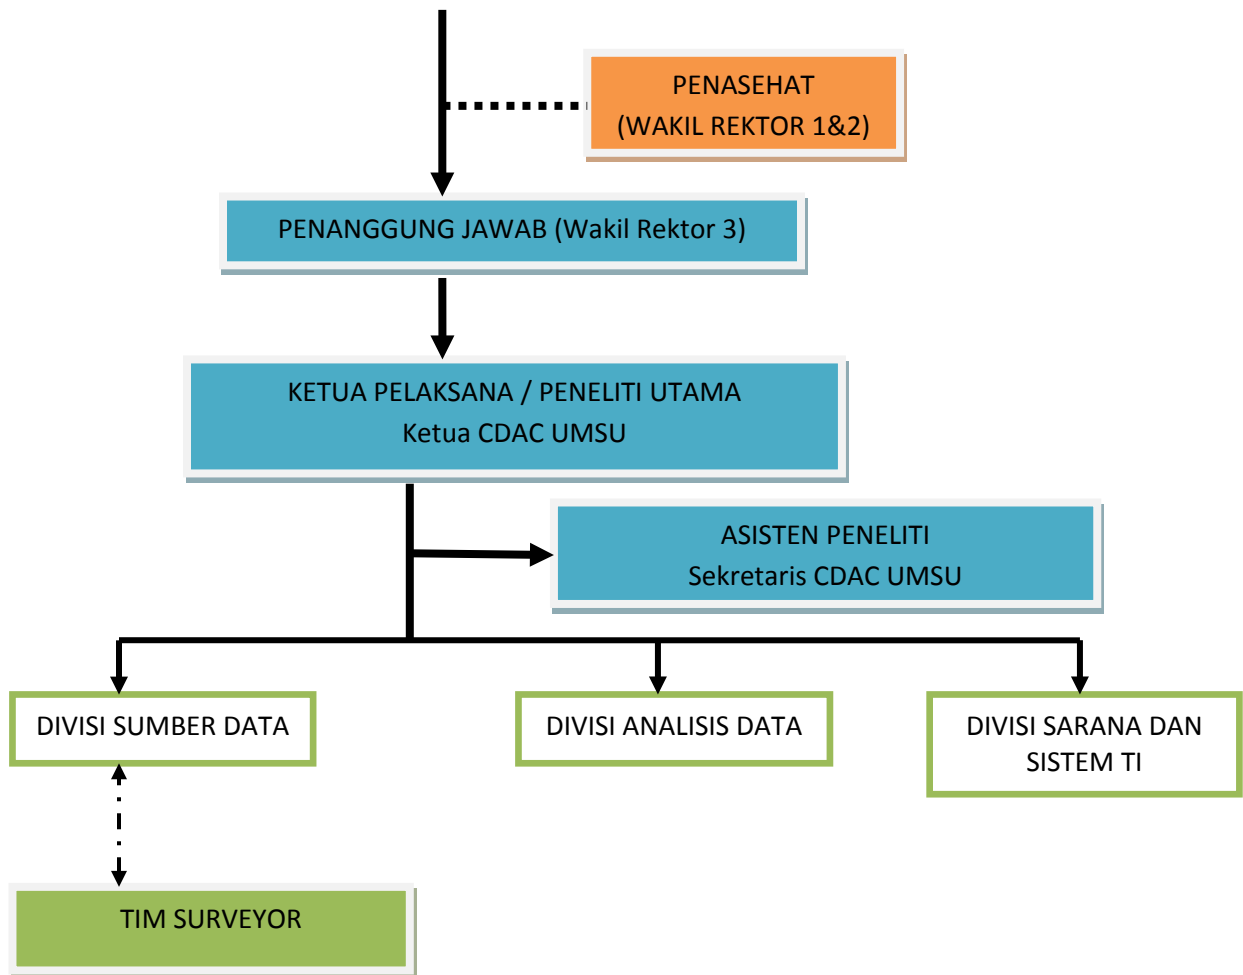 PENASEHAT
(WAKIL REKTOR 1&2)
PENANGGUNG JAWAB (Wakil Rektor 3)
KETUA PELAKSANA / PENELITI UTAMA
Ketua CDAC UMSU
ASISTEN PENELITI
Sekretaris CDAC UMSU
DIVISI SUMBER DATA
DIVISI ANALISIS DATA
DIVISI SARANA DAN
SISTEM TI
TIM SURVEYOR